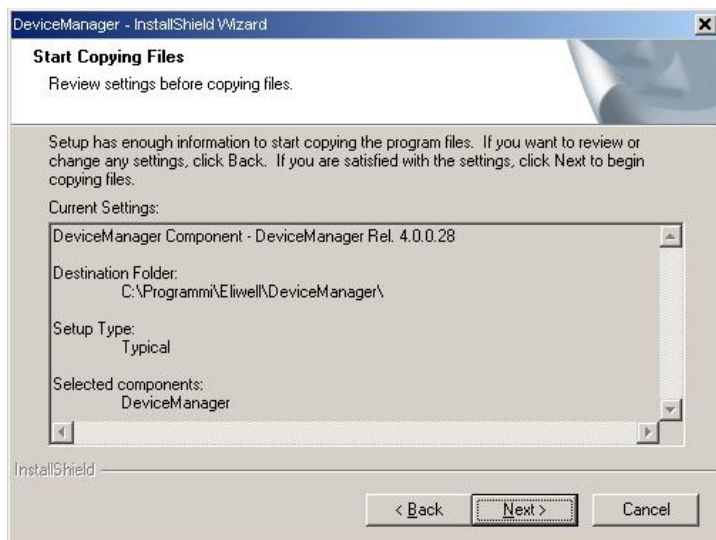 DeviceManager - InstallShield Wizard
Start Copying Files
Review settings before copying files.
Setup has enough information to start copying the program files. If you want to review or
change any settings, click Back. If you are satisfied with the settings, click Next to begin
copying files.
Current Settings:
DeviceManager Component - DeviceManager Rel. 4.0.0.28
Destination Folder:
C:\Programmi\Eliwell\DeviceManager\
Setup Type:
Typical
Selected components:
DeviceManager
InstallShield
< Back Next > Cancel